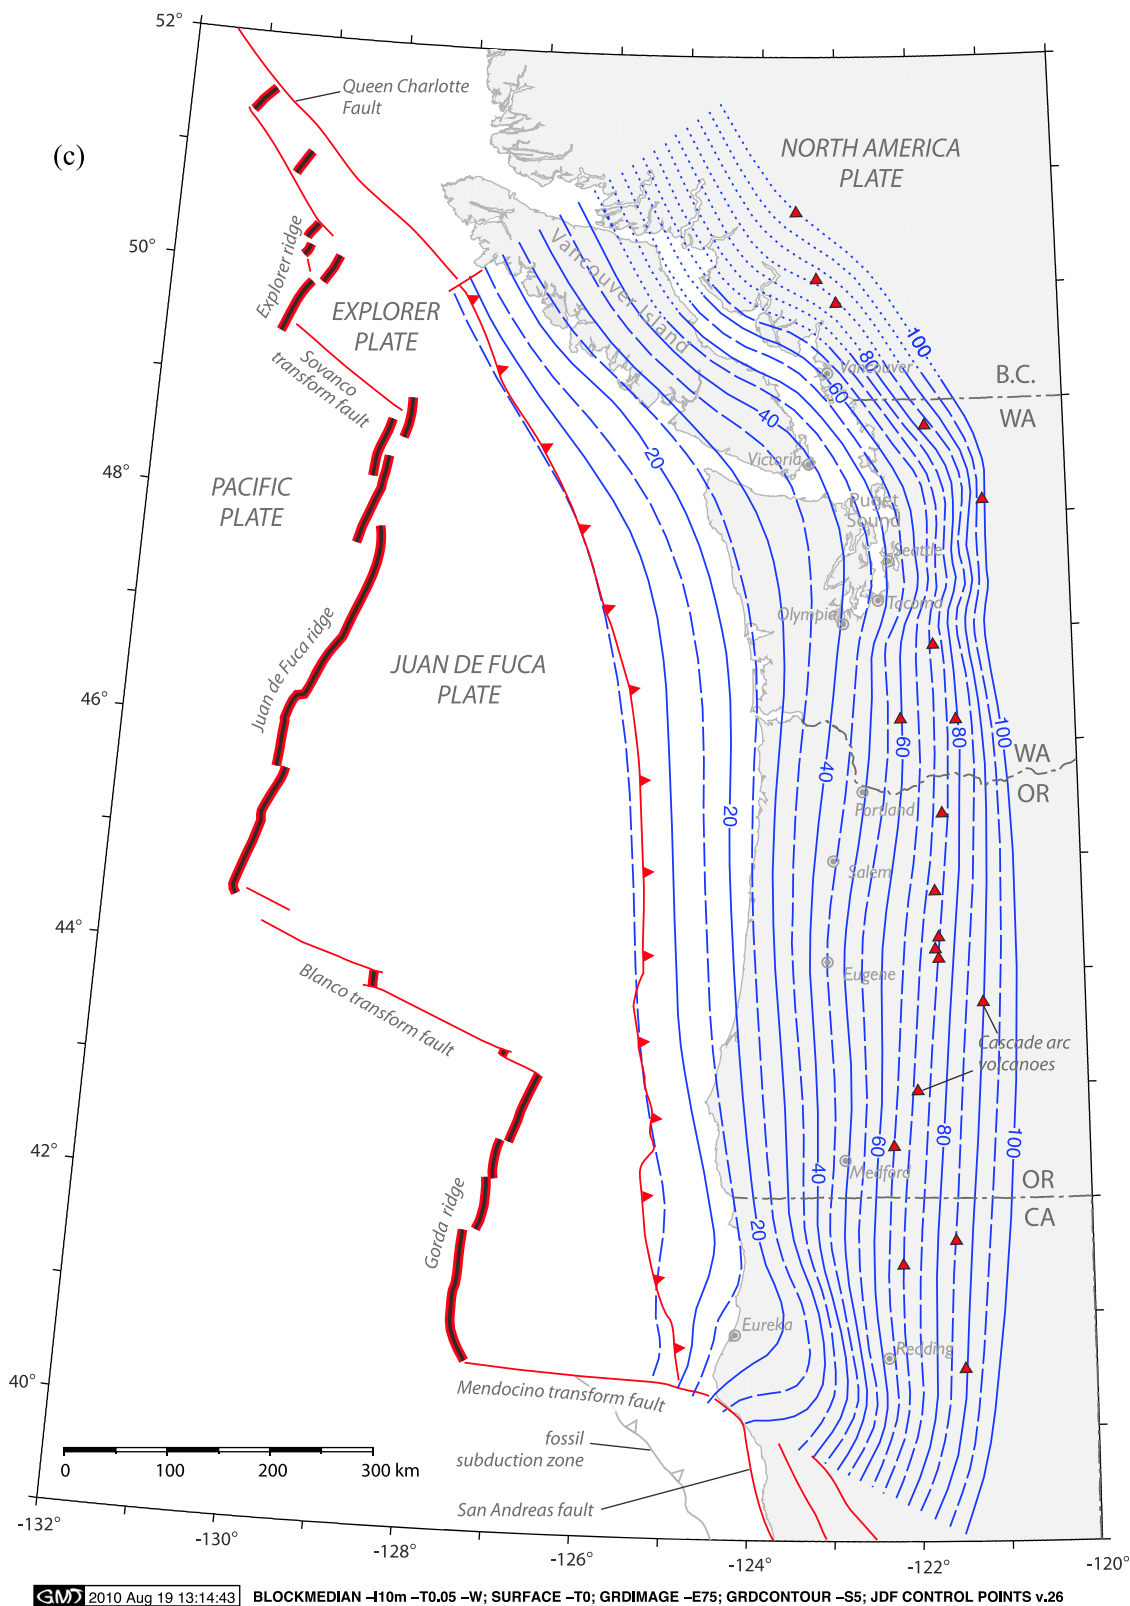 52°
Queen Charlotte
Fault
(c)
NORTH AMERICA
PLATE
50°
Explorer ridge
EXPLORER
PLATE
Vancouver Island
100
80
Vancouver
60
B.C.
WA
Sovanco
transform fault
40
20
Victoria
48°
PACIFIC
PLATE
Puget
Sound
Seattle
Tacoma
Olympia
Juan de Fuca ridge
JUAN DE FUCA
PLATE
46°
60
80
100
WA
OR
40
20
Portland
Salem
44°
Eugene
Blanco transform fault
Cascade arc
volcanoes
42°
60
80
100
Medford
40
OR
CA
20
Gorda ridge
Eureka
Redding
40°
Mendocino transform fault
fossil
subduction zone
San Andreas fault
0 100 200 300 km
-132° -130° -128° -126° -124° -122° -120°
GMT 2010 Aug 19 13:14:43 BLOCKMEDIAN –I10m –T0.05 –W; SURFACE –T0; GRDIMAGE –E75; GRDCONTOUR –S5; JDF CONTROL POINTS v.26